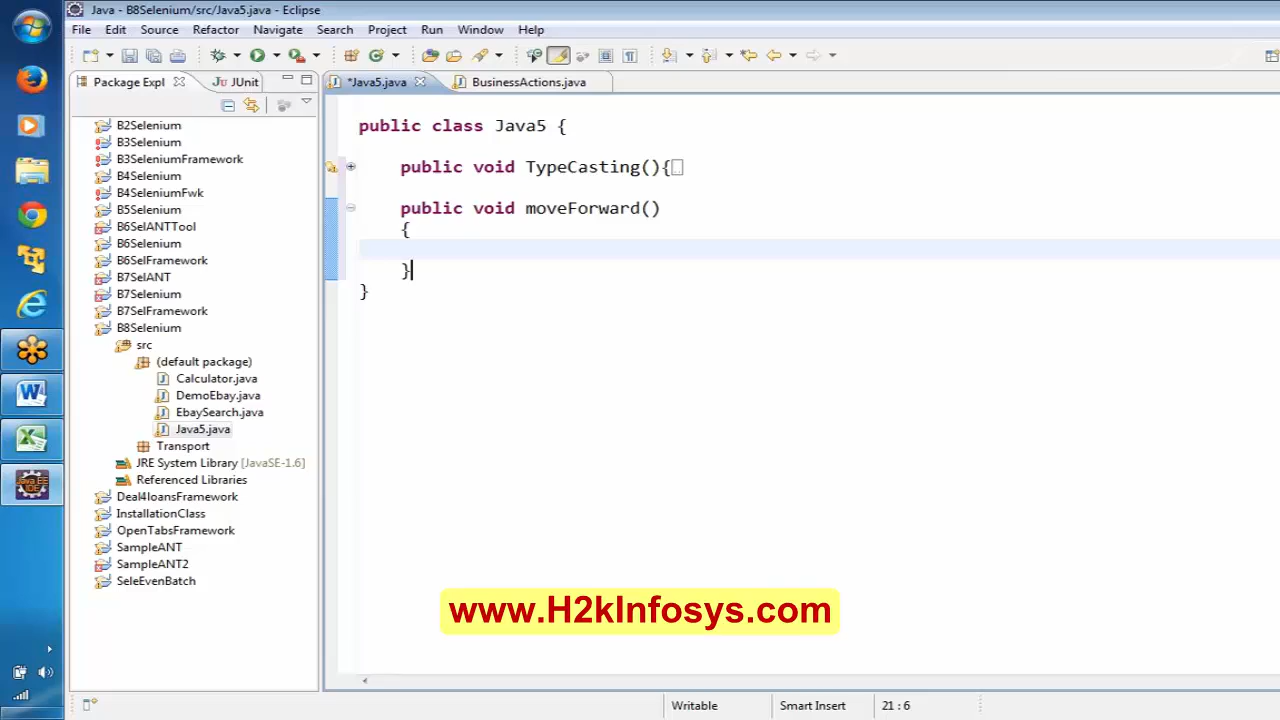 Java - B8Selenium/src/Java5.java - Eclipse
File Edit Source Refactor Navigate Search Project Run Window Help
Package Expl JUnit *Java5.java BusinessActions.java
B2Selenium
B3Selenium
B3SeleniumFramework
B4Selenium
B4SeleniumFwk
B5Selenium
B6SelANTTool
B6Selenium
B6SelFramework
B7SelANT
B7Selenium
B7SelFramework
B8Selenium
src
(default package)
Calculator.java
DemoEbay.java
EbaySearch.java
Java5.java
Transport
JRE System Library [JavaSE-1.6]
Referenced Libraries
Deal4loansFramework
InstallationClass
OpenTabsFramework
SampleANT
SampleANT2
SeleEvenBatch
public class Java5 {
public void TypeCasting(){
public void moveForward()
{
}
}
www.H2kInfosys.com
Writable Smart Insert 21 : 6